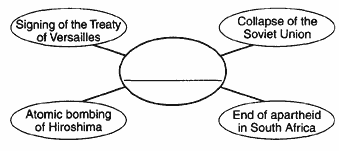 Signing of the Treaty
of Versailles
Collapse of the
Soviet Union
Atomic bombing
of Hiroshima
End of apartheid
in South Africa